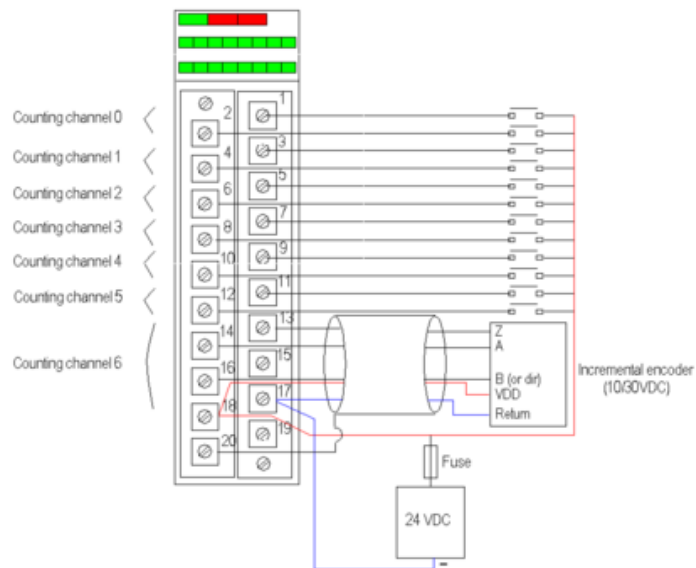 Counting channel 0
Counting channel 1
Counting channel 2
Counting channel 3
Counting channel 4
Counting channel 5
Counting channel 6
1
2
3
4
5
6
7
8
9
10
11
12
13
14
15
16
17
18
19
20
Z
A
B (or dir)
VDD
Return
Incremental encoder
(10/30VDC)
Fuse
24 VDC
-